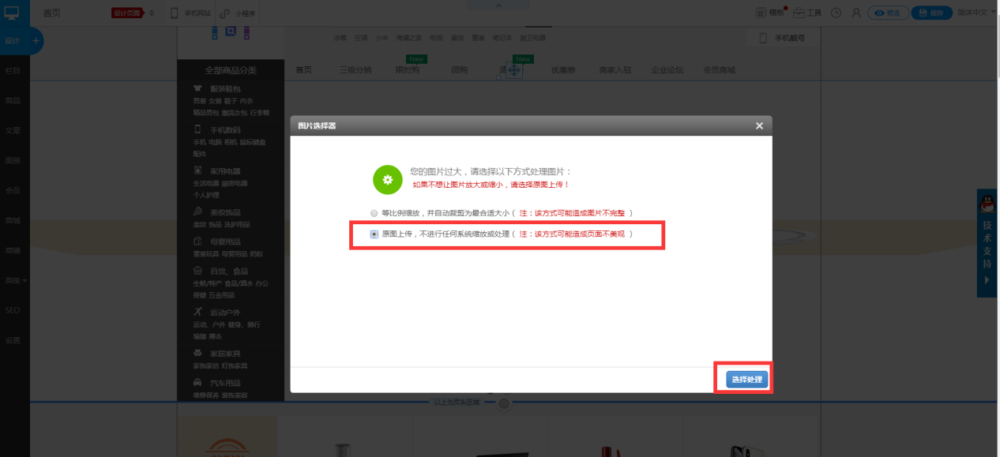 首页 设计页面 手机网站 小程序 模板 工具 预览 保存 简体中文
设计
栏目
商品
文章
图册
会员
商城
商铺
高级
SEO
设置
冰箱 空调 小米 海澜之家 电视 美妆 童装 笔记本 厨卫电器
手机靓号
全部商品分类
首页 三级分销 限时购 New 团购 New 优惠券 商家入驻 企业论坛 会员商城
服装鞋包
男装 女装 鞋子 内衣
精品男包 潮流女包 行李箱
手机数码
手机 电脑 相机 鼠标键盘
配件
家用电器
生活电器 厨房电器
个人护理
美妆饰品
美妆 饰品 洗护用品
母婴用品
童装玩具 母婴用品 奶粉
百货、食品
生鲜/特产 食品/酒水 办公
保健 五金用品
运动户外
运动、户外 健身、骑行
瑜伽 舞蹈
家居家具
家饰家纺 灯饰家具
汽车用品
维修保养 装饰美容
图片选择器
您的图片过大，请选择以下方式处理图片：
如果不想让图片放大或缩小，请选择原图上传！
等比例缩放，并自动裁剪为最合适大小（ 注：该方式可能造成图片不完整 ）
原图上传，不进行任何系统缩放或处理（ 注：该方式可能造成页面不美观 ）
选择处理
技术支持
以上为页头区域